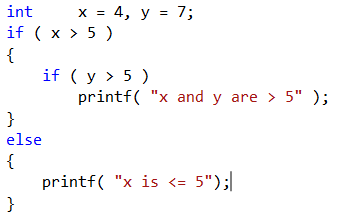 int     x = 4, y = 7;
if ( x > 5 )
{
    if ( y > 5 )
        printf( "x and y are > 5" );
}
else
{
    printf( "x is <= 5");
}